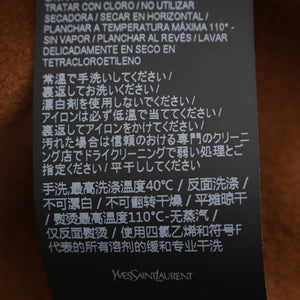 TRATAR CON CLORO / NO UTILIZAR
SECADORA / SECAR EN HORIZONTAL /
PLANCHAR A TEMPERATURA MÁXIMA 110° -
SIN VAPOR / PLANCHAR AL REVÉS / LAVAR
DELICADAMENTE EN SECO EN
TETRACLOROETILENO
常温で手洗いしてください /
裏返してお洗いください /
漂白剤を使用しないでください /
アイロンは必ず低温で当ててください /
裏返してアイロンをかけてください /
汚れた場合は信頼のおける専門のクリーニ
ング店でドライクリーニングで弱い処理とご
指定ください / 平干ししてください
手洗,最高洗涤温度40℃ / 反面洗涤 /
不可漂白 / 不可翻转干燥 / 平摊晾干
/ 熨烫最高温度110℃-无蒸汽 /
仅反面熨烫 / 使用四氯乙烯和符号F
代表的所有溶剂的缓和专业干洗
YVESSAINTLAURENT